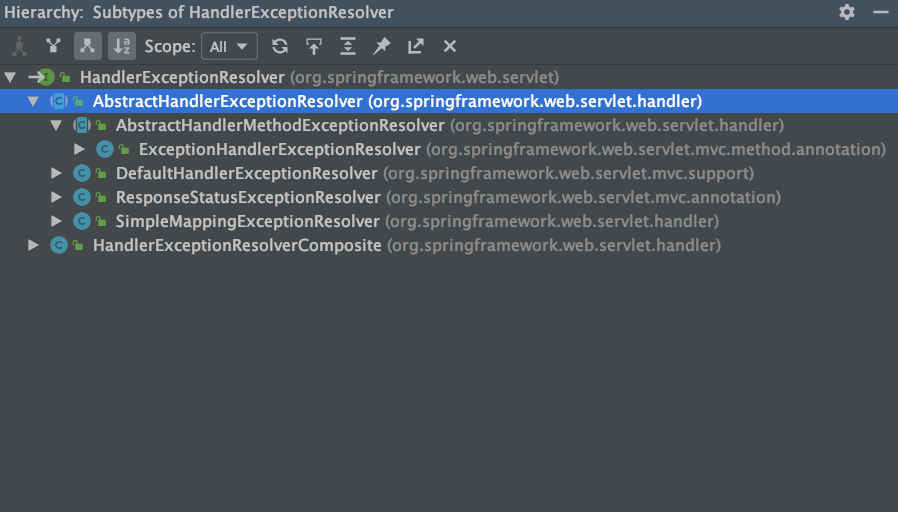 Hierarchy: Subtypes of HandlerExceptionResolver
Scope: All
HandlerExceptionResolver (org.springframework.web.servlet)
AbstractHandlerExceptionResolver (org.springframework.web.servlet.handler)
AbstractHandlerMethodExceptionResolver (org.springframework.web.servlet.handler)
ExceptionHandlerExceptionResolver (org.springframework.web.servlet.mvc.method.annotation)
DefaultHandlerExceptionResolver (org.springframework.web.servlet.mvc.support)
ResponseStatusExceptionResolver (org.springframework.web.servlet.mvc.annotation)
SimpleMappingExceptionResolver (org.springframework.web.servlet.handler)
HandlerExceptionResolverComposite (org.springframework.web.servlet.handler)